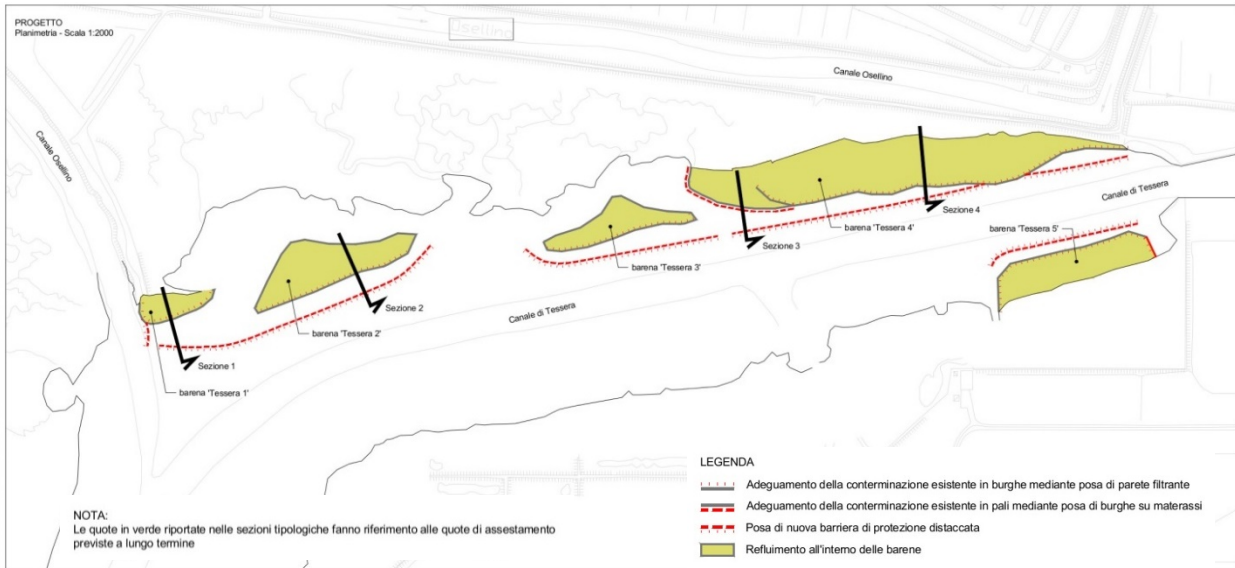 PROGETTO
Planimetria - Scala 1:2000
Osellino
Canale Osellino
Canale Osellino
Canale di Tessera
Sezione 4
barena 'Tessera 4'
barena 'Tessera 5'
Sezione 3
barena 'Tessera 3'
Sezione 2
Canale di Tessera
barena 'Tessera 2'
Sezione 1
barena 'Tessera 1'
LEGENDA
Adeguamento della conterminazione esistente in burghe mediante posa di parete filtrante
Adeguamento della conterminazione esistente in pali mediante posa di burghe su materassi
Posa di nuova barriera di protezione distaccata
Refluimento all'interno delle barene
NOTA:
Le quote in verde riportate nelle sezioni tipologiche fanno riferimento alle quote di assestamento
previste a lungo termine